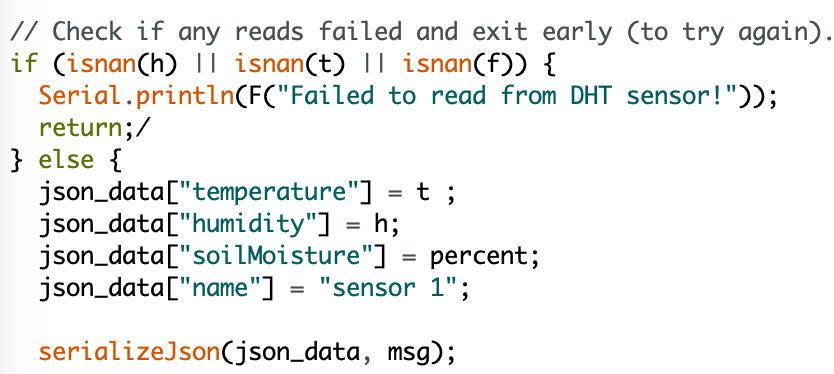 // Check if any reads failed and exit early (to try again).
if (isnan(h) || isnan(t) || isnan(f)) {
  Serial.println(F("Failed to read from DHT sensor!"));
  return;/
} else {
  json_data["temperature"] = t ;
  json_data["humidity"] = h;
  json_data["soilMoisture"] = percent;
  json_data["name"] = "sensor 1";

  serializeJson(json_data, msg);